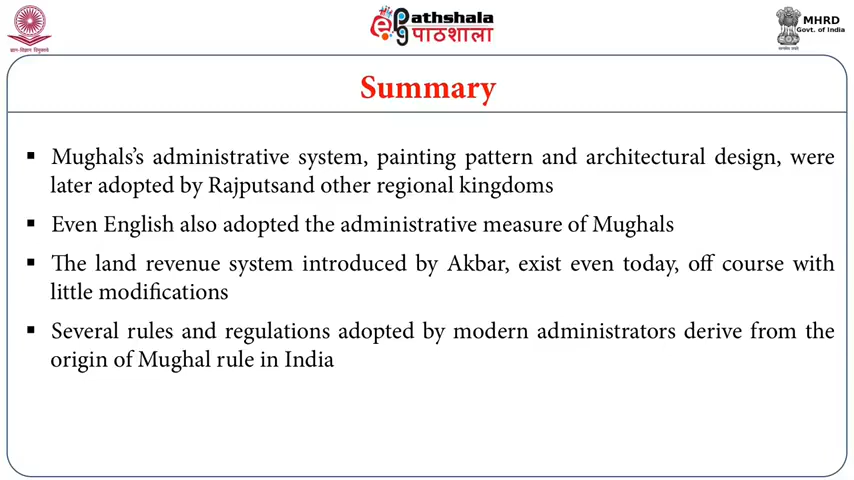 ePathshala
पाठशाला
MHRD
Govt. of India
Summary
▪ Mughals’s administrative system, painting pattern and architectural design, were
later adopted by Rajputsand other regional kingdoms
▪ Even English also adopted the administrative measure of Mughals
▪ The land revenue system introduced by Akbar, exist even today, off course with
little modifications
▪ Several rules and regulations adopted by modern administrators derive from the
origin of Mughal rule in India